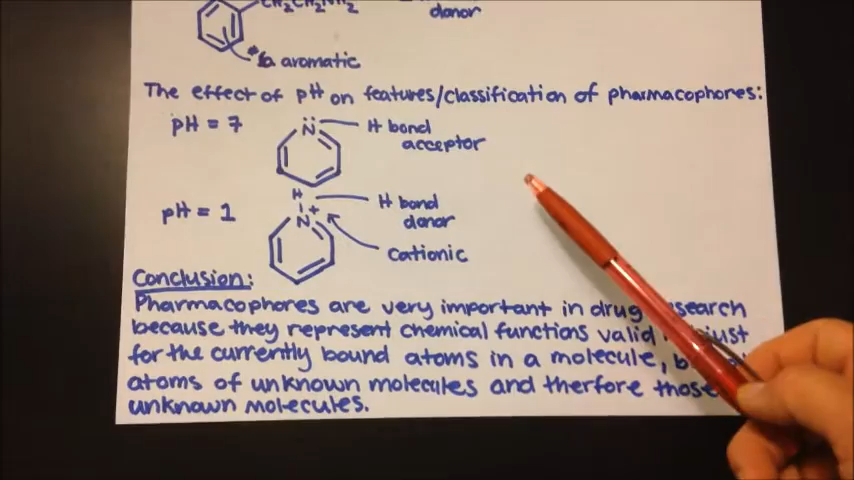 donor
aromatic
The effect of pH on features/classification of pharmacophores:
pH = 7
N
H bond
acceptor
pH = 1
H
N+
H bond
donor
Cationic
Conclusion:
Pharmacophores are very important in drug research
because they represent chemical functions valid just
for the currently bound atoms in a molecule,
atoms of unknown molecules and therfore those
unknown molecules.